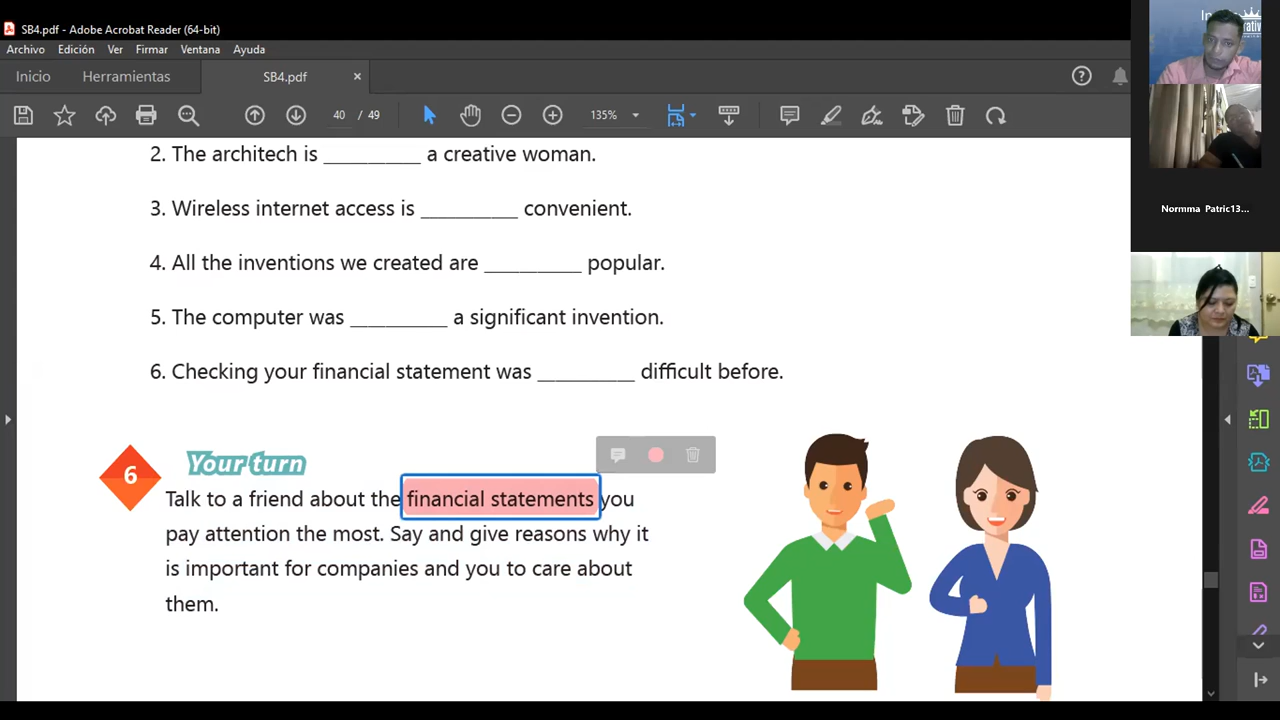 SB4.pdf - Adobe Acrobat Reader (64-bit)
Archivo Edición Ver Firmar Ventana Ayuda
Inicio Herramientas SB4.pdf ×
40 / 49 135%
2. The architech is __________ a creative woman.
3. Wireless internet access is __________ convenient.
4. All the inventions we created are __________ popular.
5. The computer was __________ a significant invention.
6. Checking your financial statement was __________ difficult before.
6 Your turn
Talk to a friend about the financial statements you
pay attention the most. Say and give reasons why it
is important for companies and you to care about
them.
Normma Patric13...